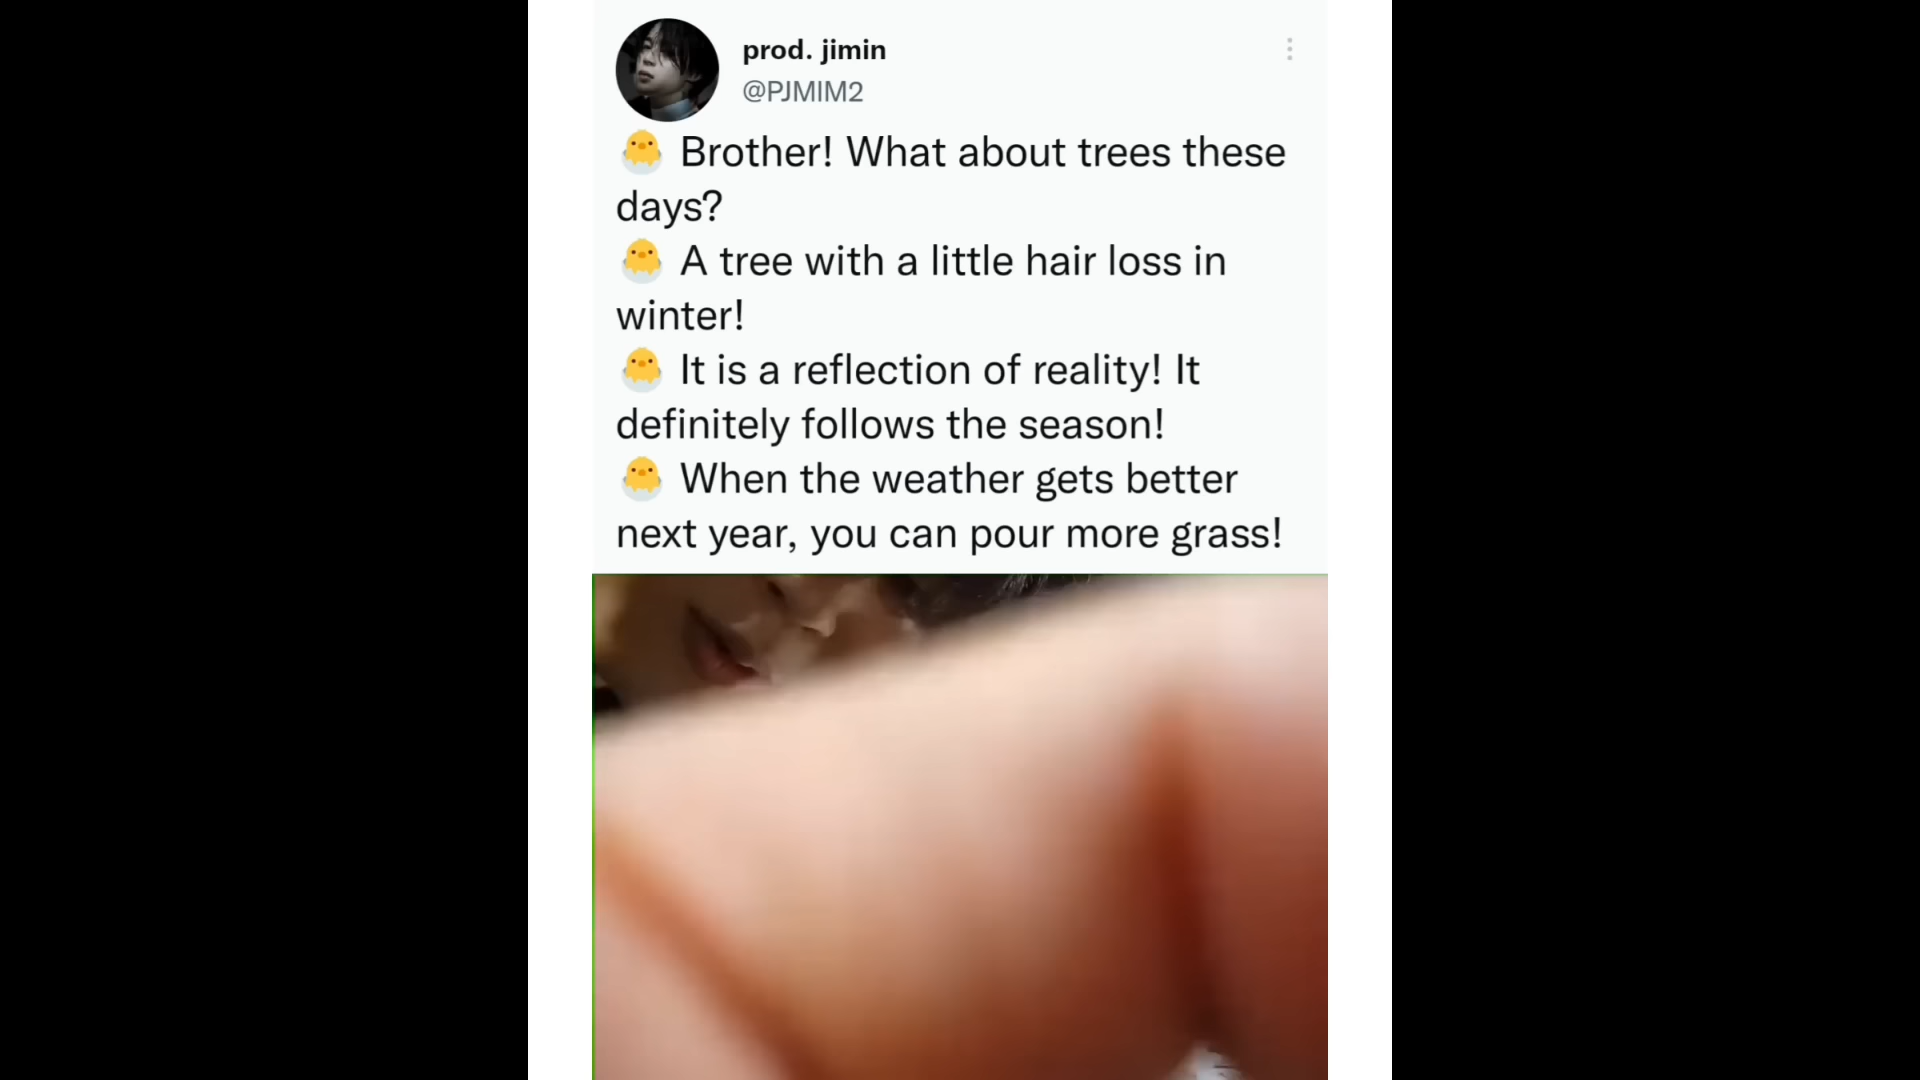 prod. jimin
@PJMIM2
🐣 Brother! What about trees these
days?
🐣 A tree with a little hair loss in
winter!
🐣 It is a reflection of reality! It
definitely follows the season!
🐣 When the weather gets better
next year, you can pour more grass!